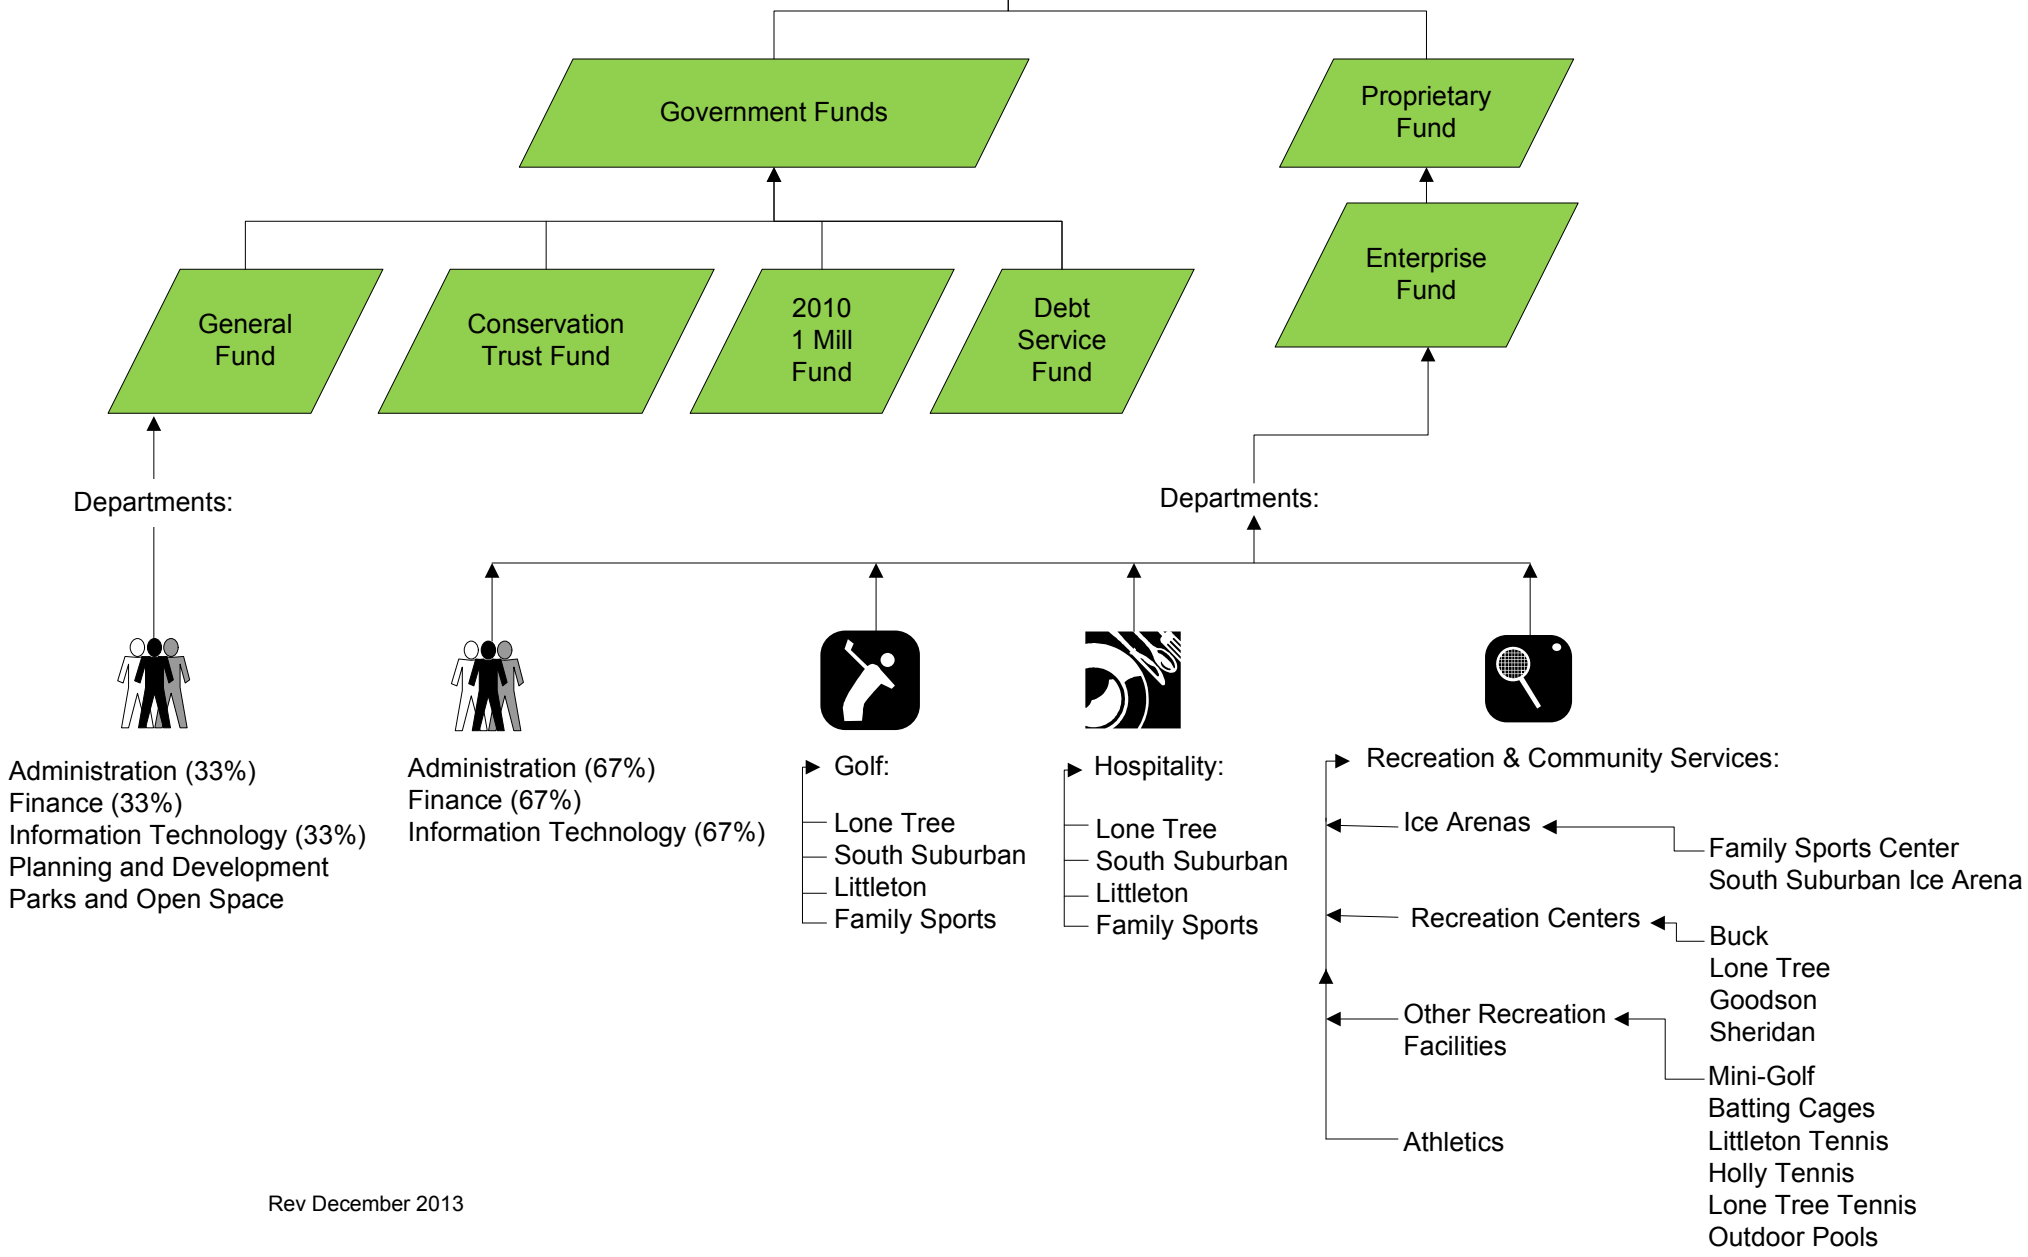 Government Funds
Proprietary
Fund
Enterprise
Fund
General
Fund
Conservation
Trust Fund
2010
1 Mill
Fund
Debt
Service
Fund
Departments:
Departments:
Administration (33%)
Finance (33%)
Information Technology (33%)
Planning and Development
Parks and Open Space
Administration (67%)
Finance (67%)
Information Technology (67%)
Golf:
Lone Tree
South Suburban
Littleton
Family Sports
Hospitality:
Lone Tree
South Suburban
Littleton
Family Sports
Recreation & Community Services:
Ice Arenas
Family Sports Center
South Suburban Ice Arena
Recreation Centers
Buck
Lone Tree
Goodson
Sheridan
Other Recreation
Facilities
Mini-Golf
Batting Cages
Littleton Tennis
Holly Tennis
Lone Tree Tennis
Outdoor Pools
Athletics
Rev December 2013